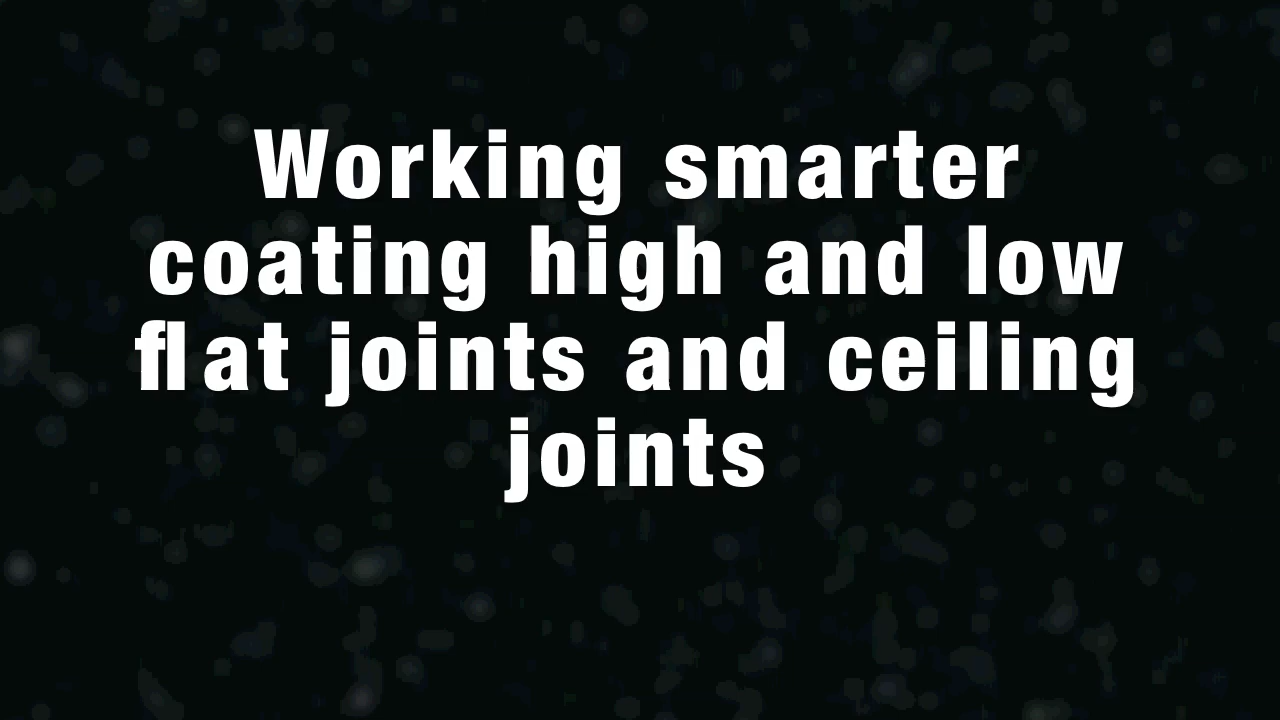 Working smarter
coating high and low
flat joints and ceiling
joints